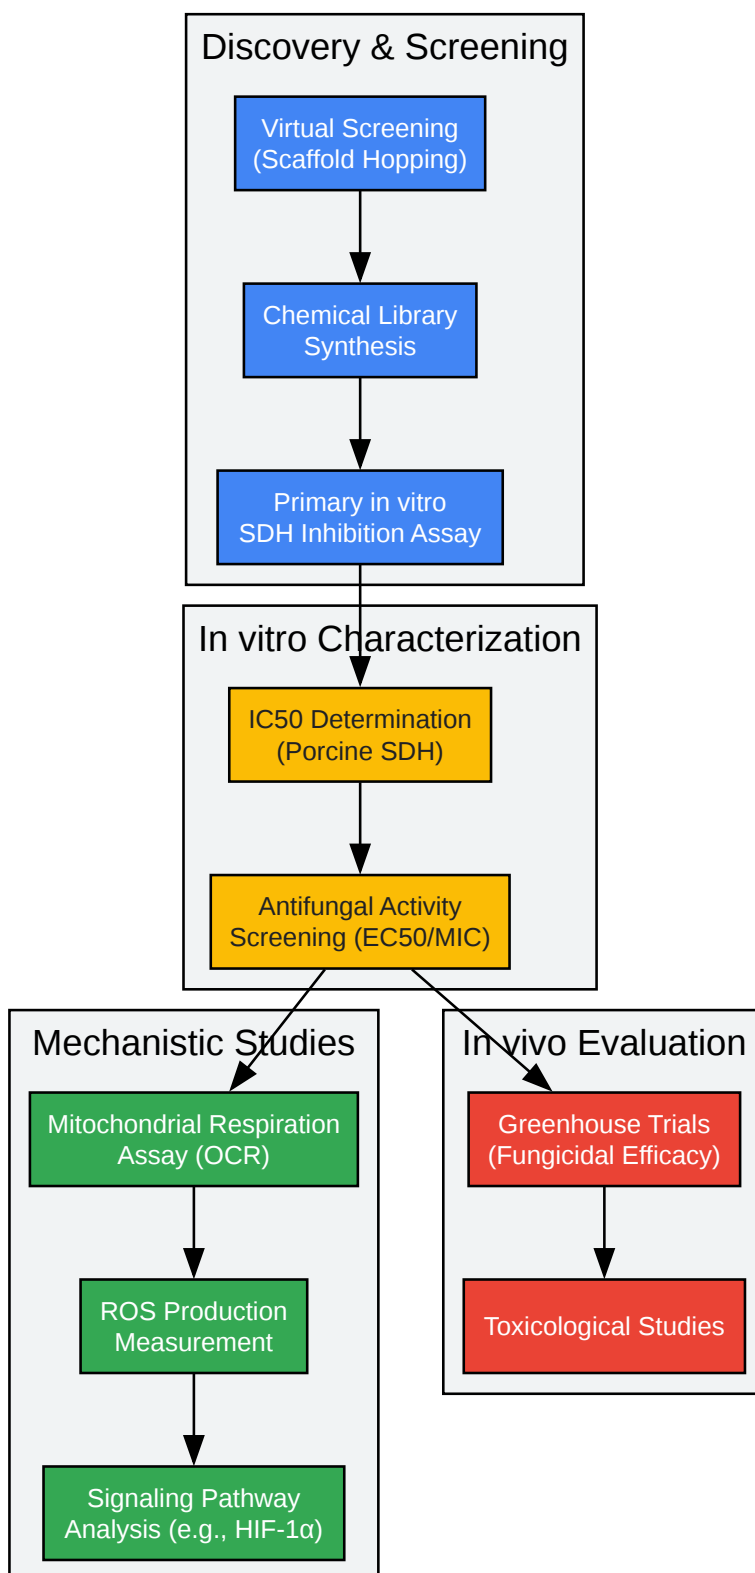 Discovery & Screening
Virtual Screening
(Scaffold Hopping)
Chemical Library
Synthesis
Primary in vitro
SDH Inhibition Assay
In vitro Characterization
IC50 Determination
(Porcine SDH)
Antifungal Activity
Screening (EC50/MIC)
Mechanistic Studies
Mitochondrial Respiration
Assay (OCR)
ROS Production
Measurement
Signaling Pathway
Analysis (e.g., HIF-1α)
In vivo Evaluation
Greenhouse Trials
(Fungicidal Efficacy)
Toxicological Studies